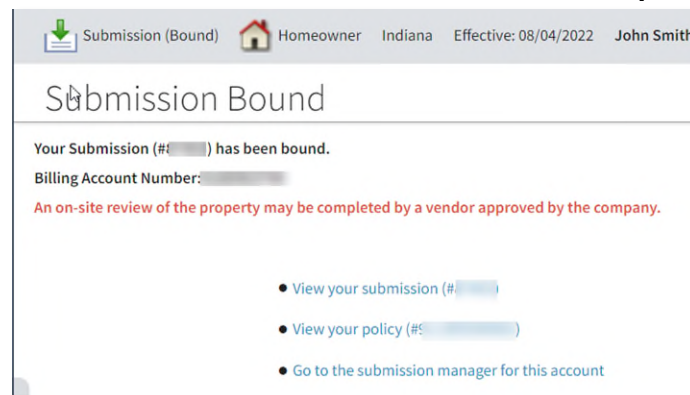 Submission (Bound) Homeowner Indiana Effective: 08/04/2022 John Smith
Submission Bound
Your Submission (# ) has been bound.
Billing Account Number:
An on-site review of the property may be completed by a vendor approved by the company.
View your submission (# )
View your policy (#9 )
Go to the submission manager for this account